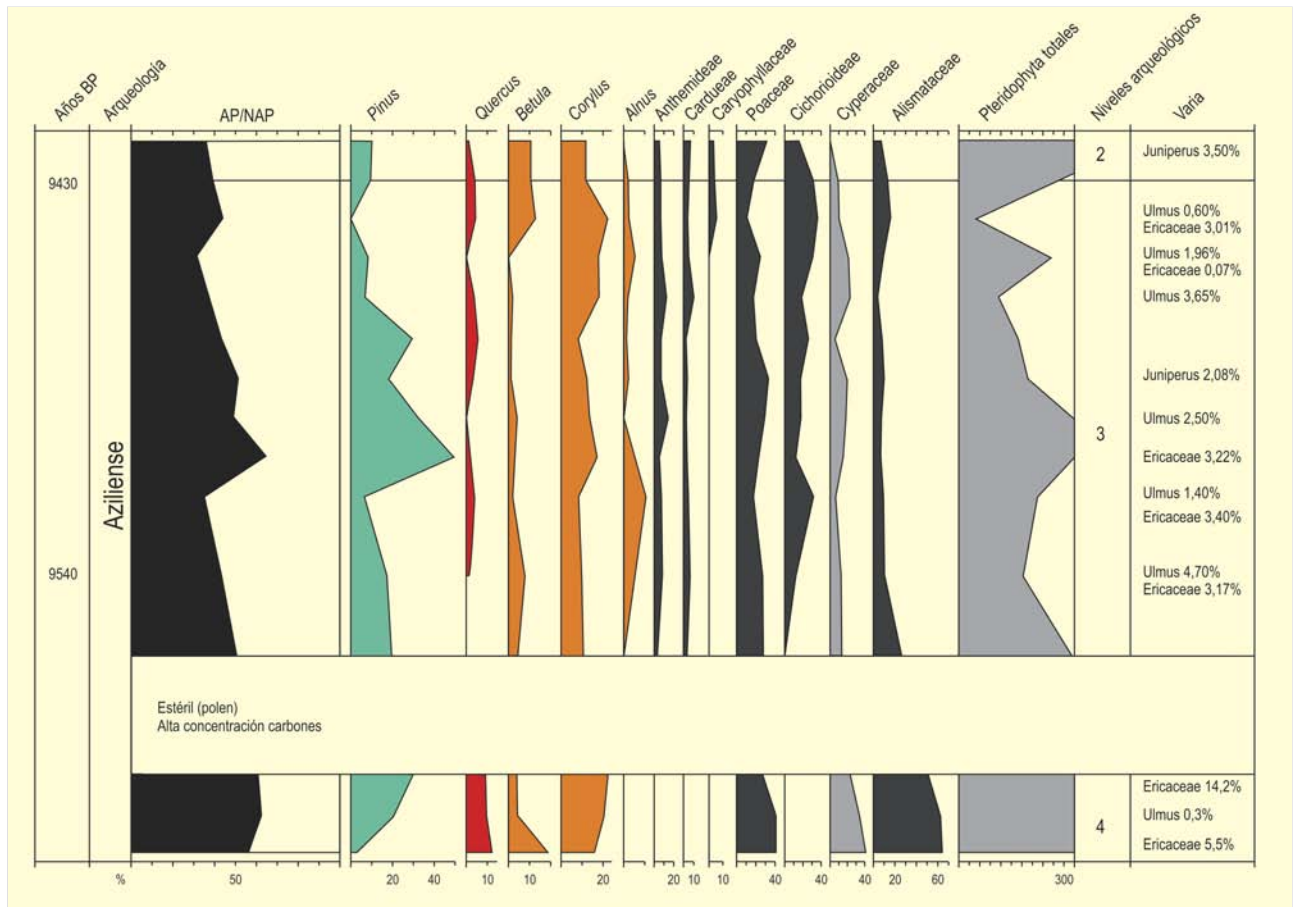 Años BP
Arqueologia
AP/NAP
Pinus
Quercus
Betula
Corylus
Alnus
Anthemideae
Cardueae
Caryophyllaceae
Poaceae
Cichorioideae
Cyperaceae
Alismataceae
Pteridophyta totales
Niveles arqueológicos
Varia
2
Juniperus 3,50%
9430
Ulmus 0,60%
Ericaceae 3,01%
Ulmus 1,96%
Ericaceae 0,07%
Ulmus 3,65%
Juniperus 2,08%
Ulmus 2,50%
3
Aziliense
Ericaceae 3,22%
Ulmus 1,40%
Ericaceae 3,40%
9540
Ulmus 4,70%
Ericaceae 3,17%
Estéril (polen)
Alta concentración carbones
Ericaceae 14,2%
Ulmus 0,3%
4
Ericaceae 5,5%
% 50 20 40 10 10 20 20 10 10 40 40 40 20 60 300